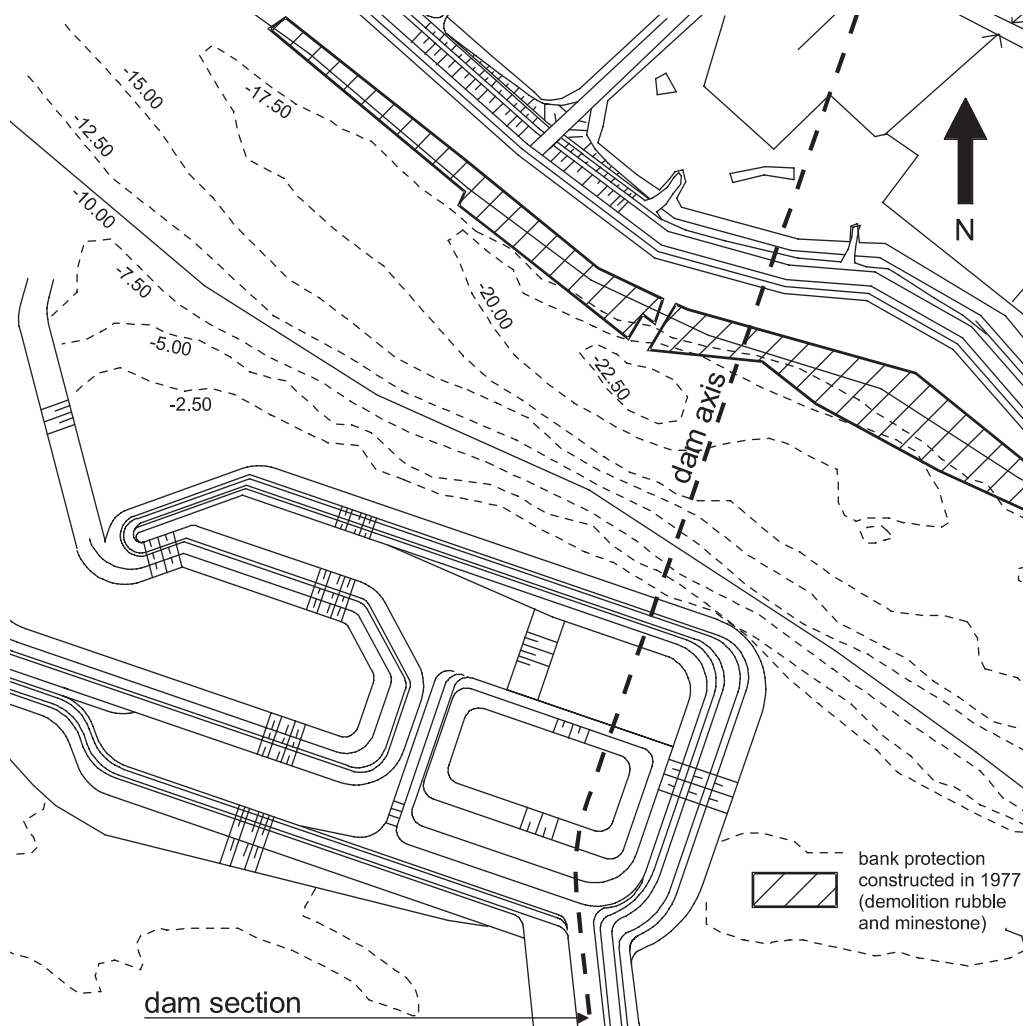 -15.00
-17.50
-12.50
-10.00
N
-7.50
-20.00
-5.00
-22.50
-2.50
dam axis
bank protection
constructed in 1977
(demolition rubble
and minestone)
dam section